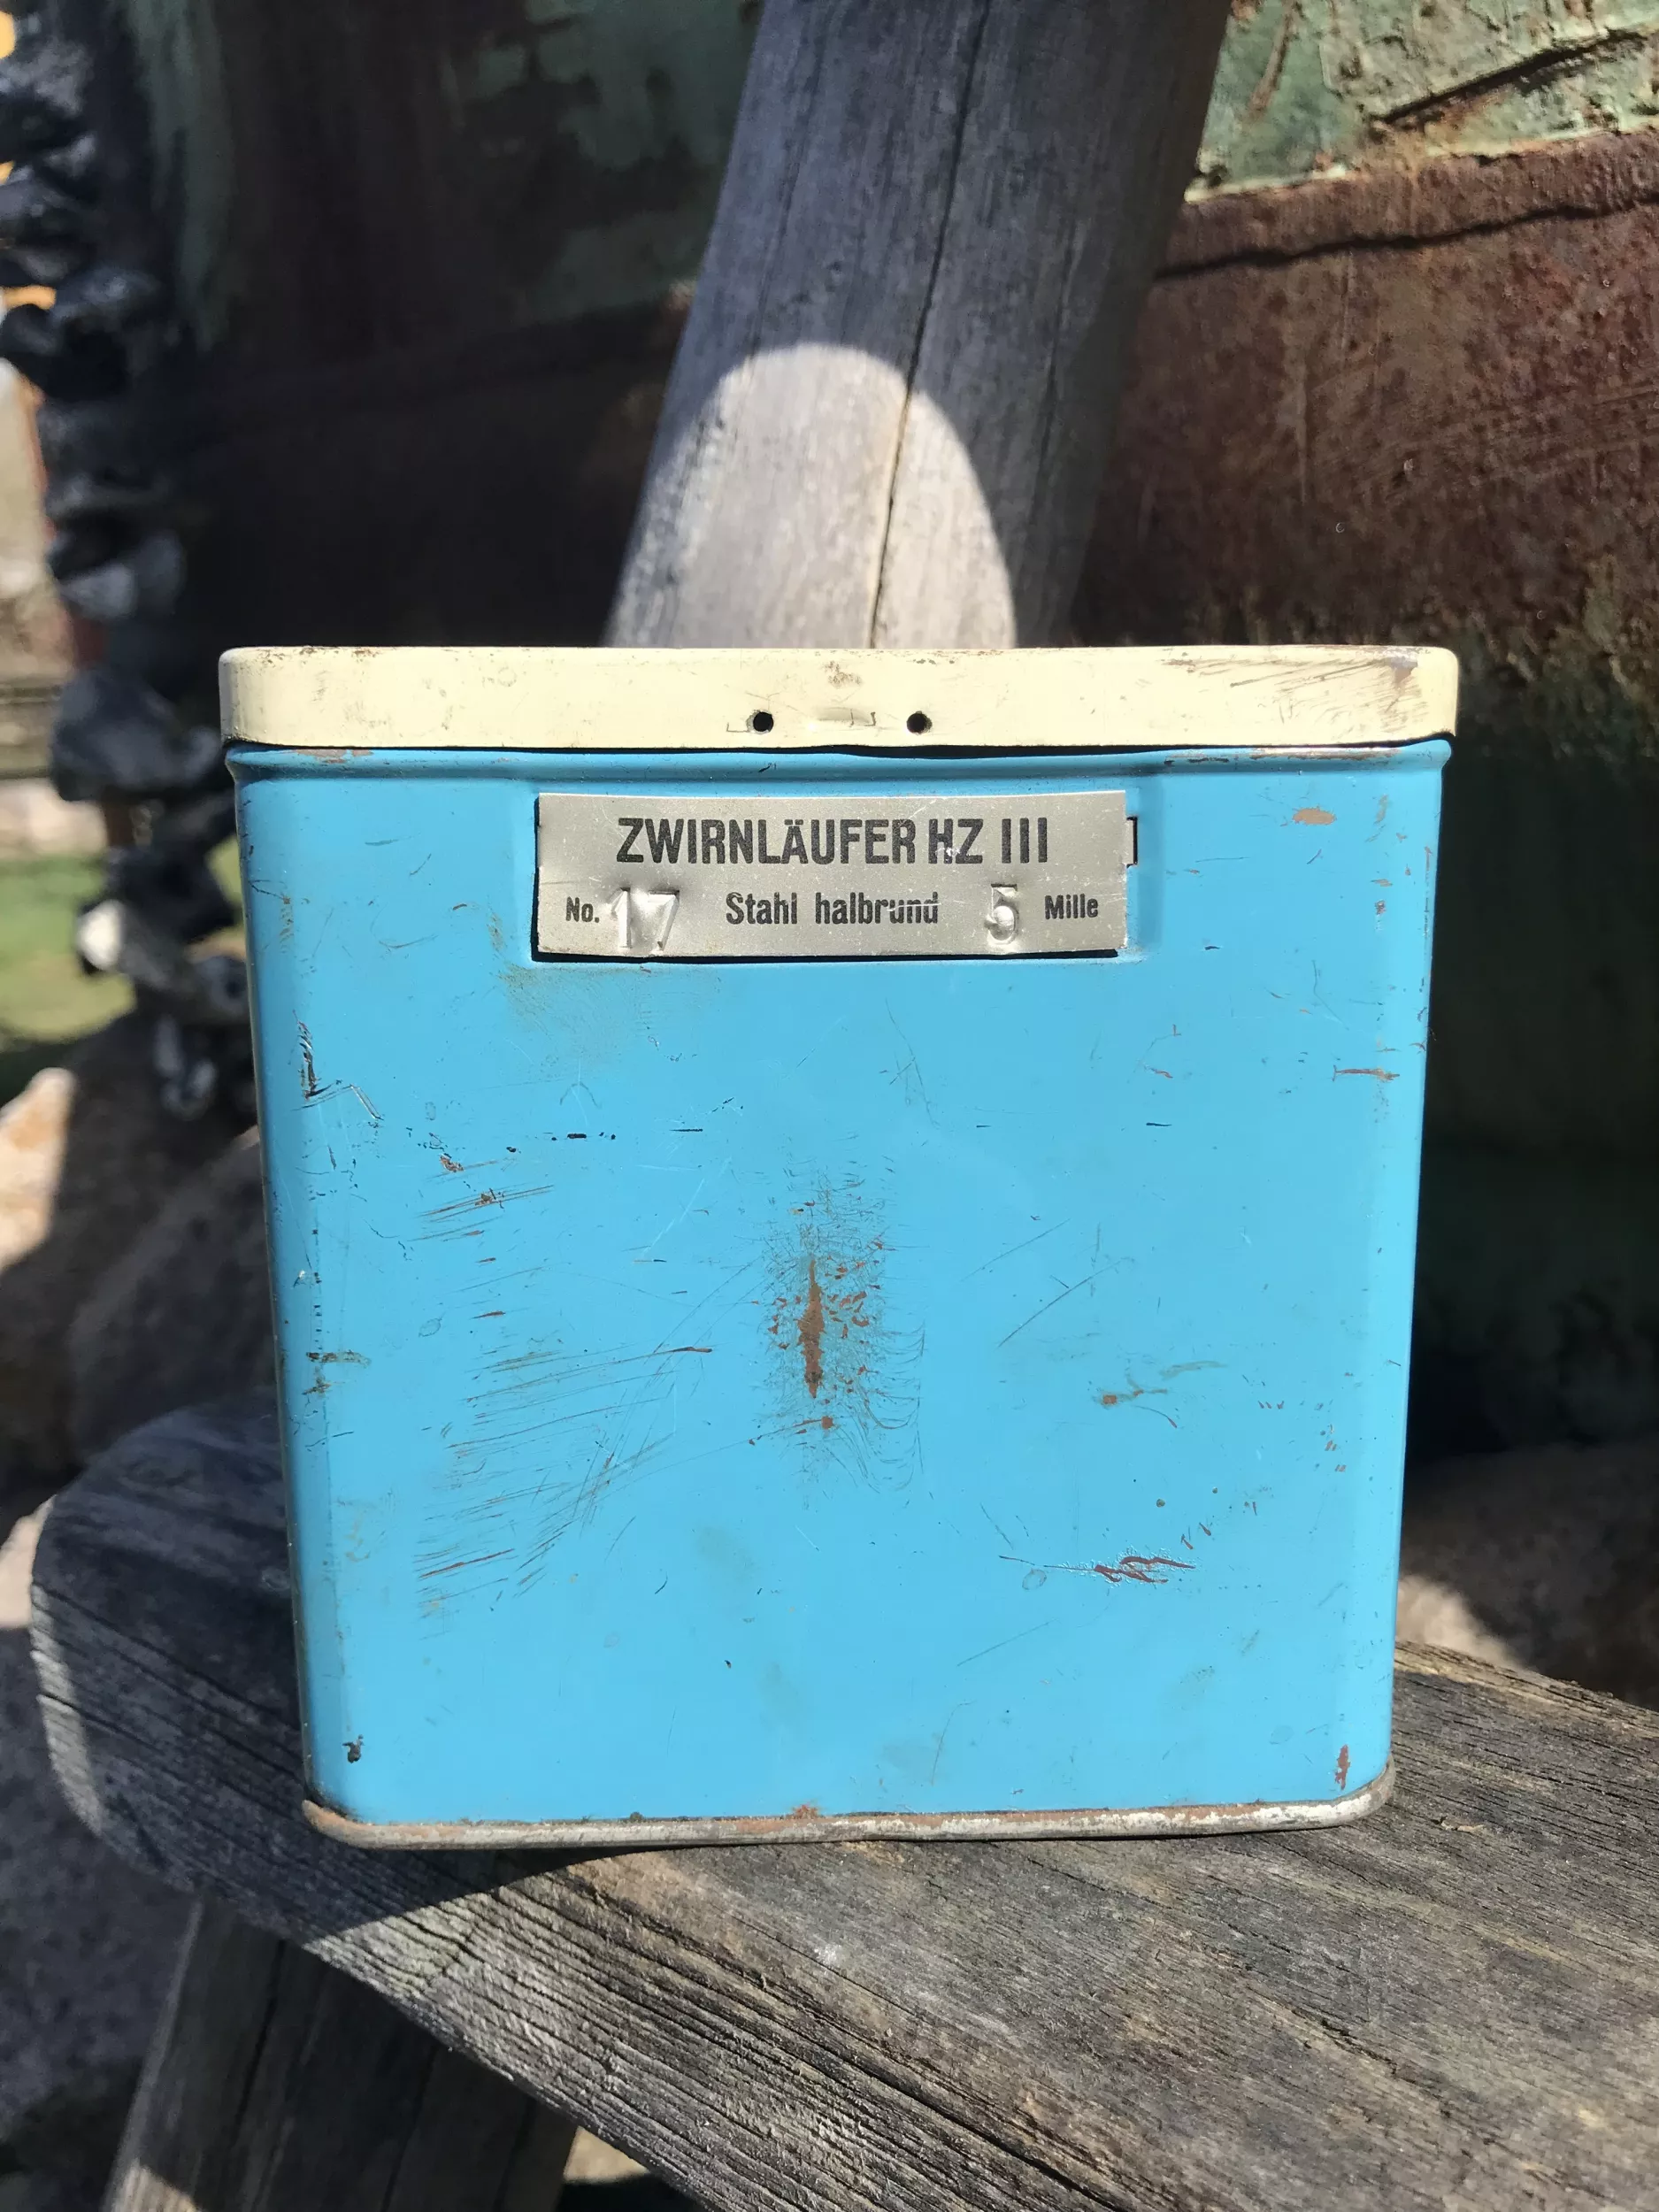 ZWIRNLÄUFER HZ III
No. 17 Stahl halbrund 5 Mille